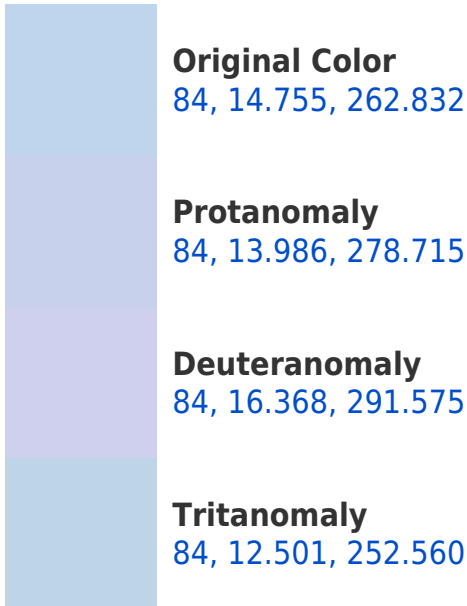 Original Color
84, 14.755, 262.832
Protanomaly
84, 13.986, 278.715
Deuteranomaly
84, 16.368, 291.575
Tritanomaly
84, 12.501, 252.560